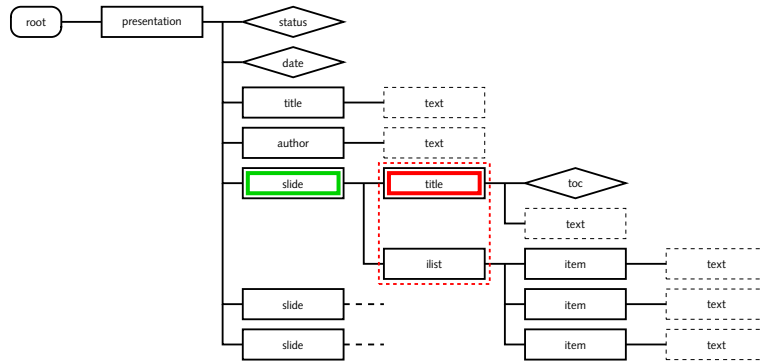 root presentation status
date
title text
author text
slide title toc
text
ilist item text
slide item text
slide item text